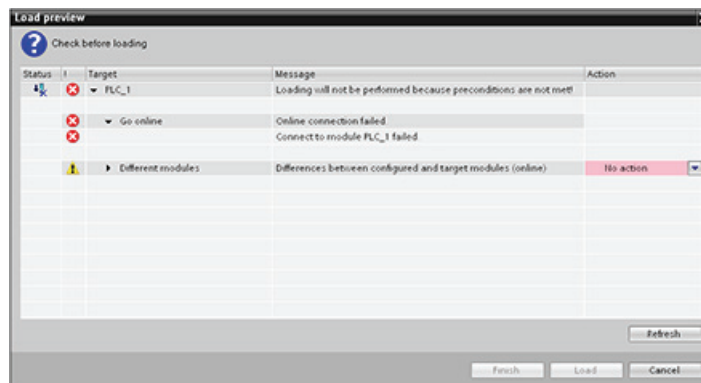 Load preview
Check before loading
Status ! Target Message Action
PLC_1 Loading will not be performed because preconditions are not met!
Go online Online connection failed.
Connect to module PLC_1 failed.
Different modules Differences between configured and target modules (online) No action
Refresh
Finish Load Cancel